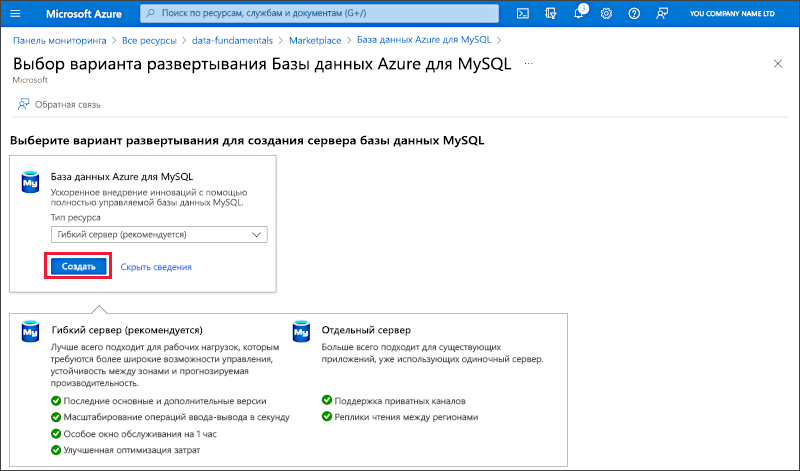 Microsoft Azure
Поиск по ресурсам, службам и документам (G+/)
3
YOU COMPANY NAME LTD
Панель мониторинга > Все ресурсы > data-fundamentals > Marketplace > База данных Azure для MySQL >
Выбор варианта развертывания Базы данных Azure для MySQL ...
Microsoft
Обратная связь
Выберите вариант развертывания для создания сервера базы данных MySQL
My
База данных Azure для MySQL
Ускоренное внедрение инноваций с помощью
полностью управляемой базы данных MySQL.
Тип ресурса
Гибкий сервер (рекомендуется)
Создать
Скрыть сведения
My
Гибкий сервер (рекомендуется)
Лучше всего подходит для рабочих нагрузок, которым
требуются более широкие возможности управления,
устойчивость между зонами и прогнозируемая
производительность.
Последние основные и дополнительные версии
Масштабирование операций ввода-вывода в секунду
Особое окно обслуживания на 1 час
Улучшенная оптимизация затрат
My
Отдельный сервер
Больше всего подходит для существующих
приложений, уже использующих одиночный сервер.
Поддержка приватных каналов
Реплики чтения между регионами